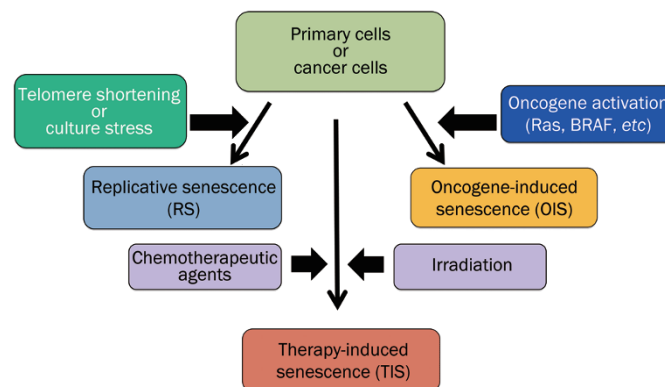 Primary cells
or
cancer cells
Telomere shortening
or
culture stress
Oncogene activation
(Ras, BRAF, etc)
Replicative senescence
(RS)
Oncogene-induced
senescence (OIS)
Chemotherapeutic
agents
Irradiation
Therapy-induced
senescence (TIS)